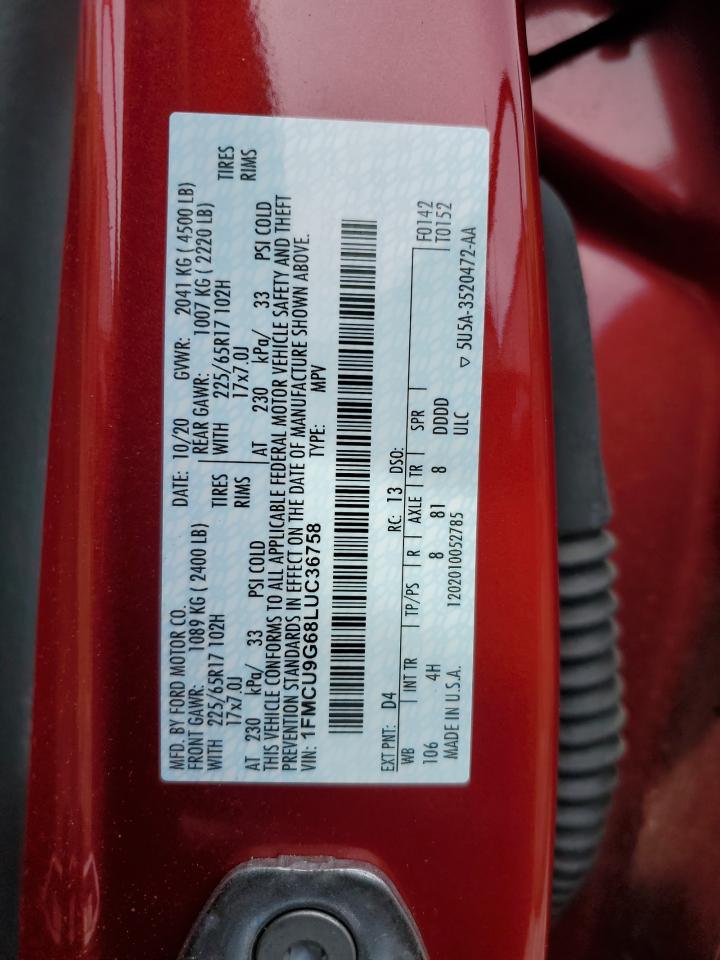 MFD. BY FORD MOTOR CO. DATE: 10/20 GVWR: 2041 KG ( 4500 LB)
FRONT GAWR: 1089 KG ( 2400 LB) REAR GAWR: 1007 KG ( 2220 LB)
WITH 225/65R17 102H TIRES WITH 225/65R17 102H TIRES
17x7.0J RIMS 17x7.0J RIMS
AT 230 kPa/ 33 PSI COLD AT 230 kPa/ 33 PSI COLD
THIS VEHICLE CONFORMS TO ALL APPLICABLE FEDERAL MOTOR VEHICLE SAFETY AND THEFT
PREVENTION STANDARDS IN EFFECT ON THE DATE OF MANUFACTURE SHOWN ABOVE.
VIN: 1FMCU9G68LUC36758 TYPE: MPV
EXT PNT: D4 RC: 13 DSO: F0142
WB INT TR TP/PS R AXLE TR SPR T0152
106 4H 8 81 8 DDDD
MADE IN U.S.A. 1202010052785 ULC ▽ 5U5A-3520472-AA